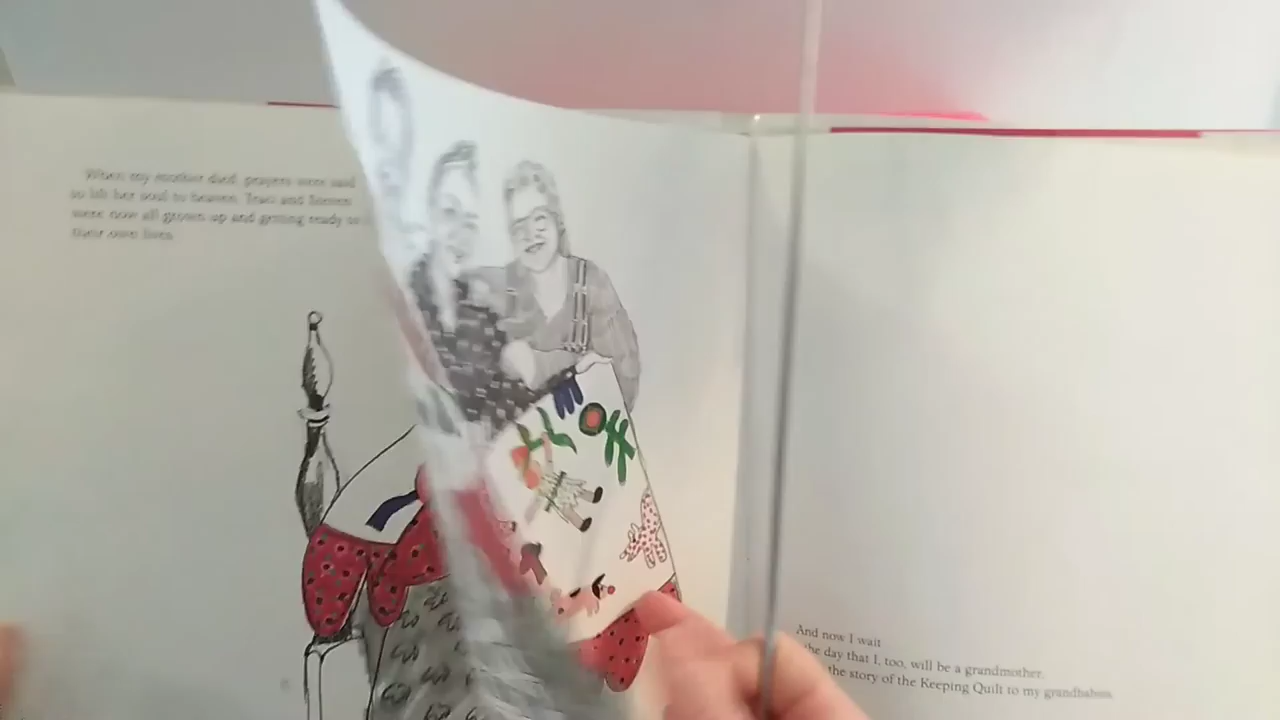 When my mother died, prayers were said
to lift her soul to heaven. Traci and Steven
were now all grown up and getting ready to
their own lives.
And now I wait
the day that I, too, will be a grandmother.
the story of the Keeping Quilt to my grandbabies.